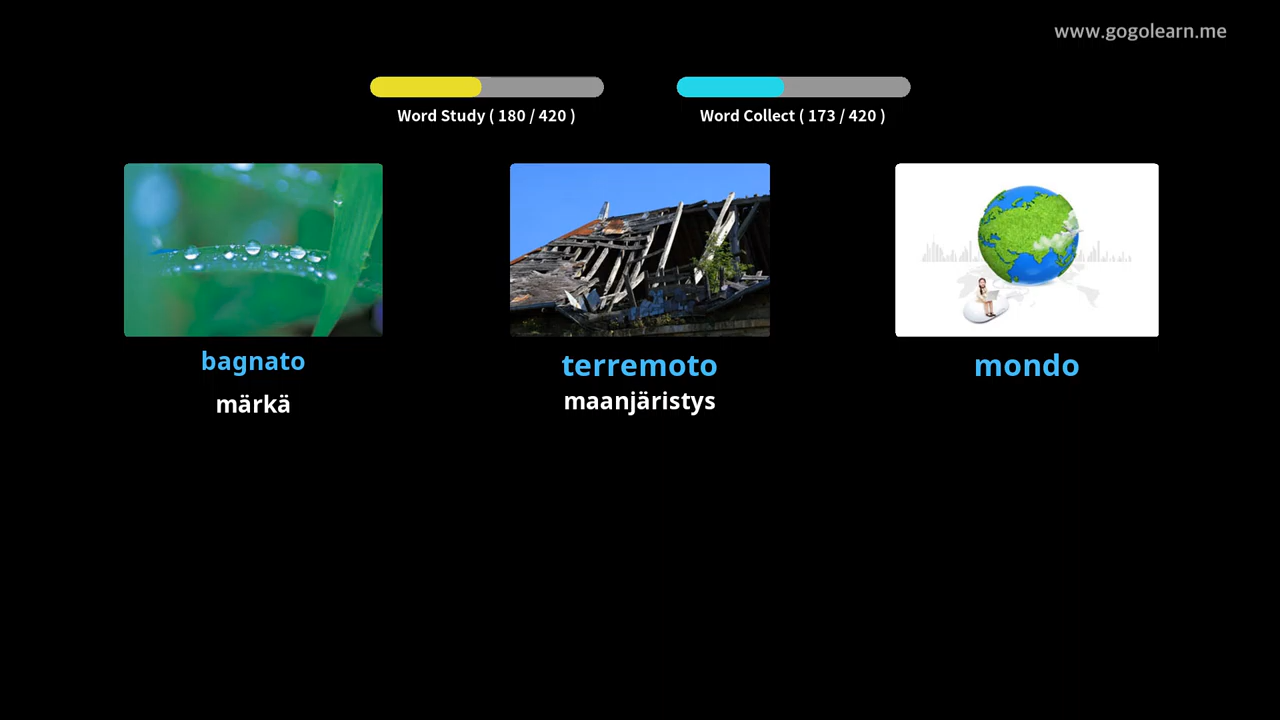 www.gogolearn.me
Word Study ( 180 / 420 )
Word Collect ( 173 / 420 )
bagnato
märkä
terremoto
maanjäristys
mondo